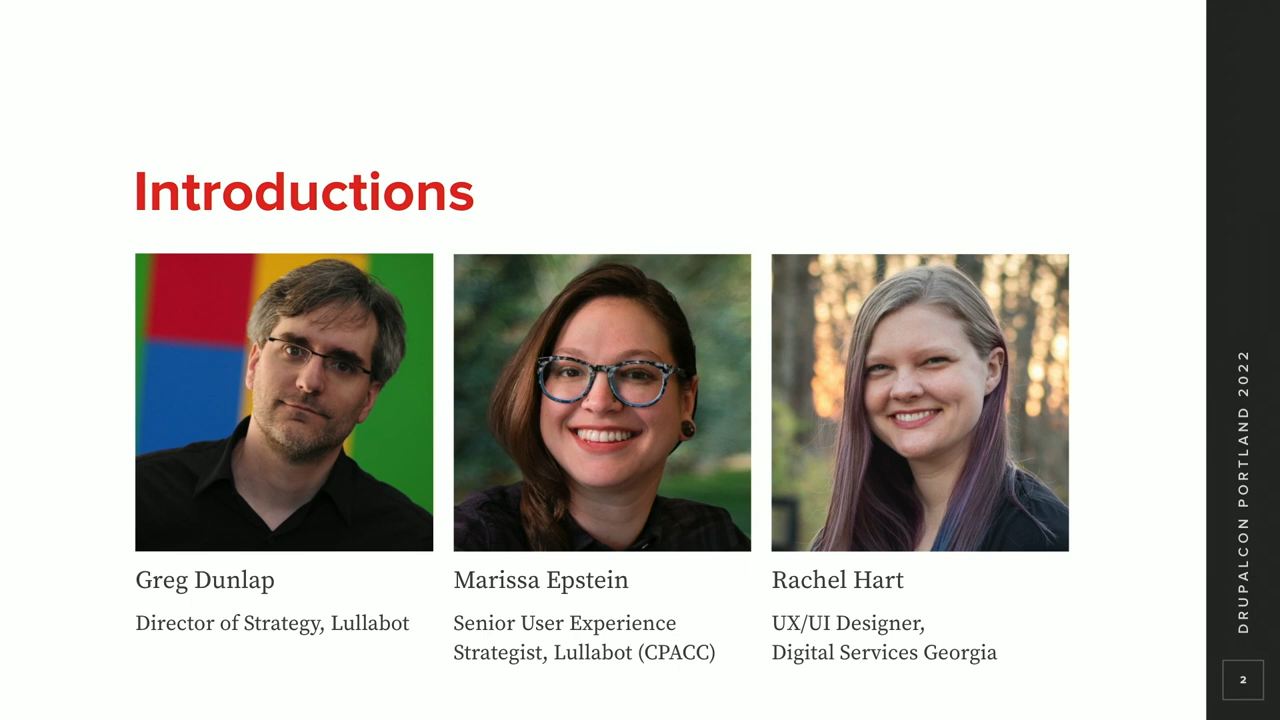 Introductions
Greg Dunlap
Director of Strategy, Lullabot
Marissa Epstein
Senior User Experience
Strategist, Lullabot (CPACC)
Rachel Hart
UX/UI Designer,
Digital Services Georgia
DRUPALCON PORTLAND 2022
2